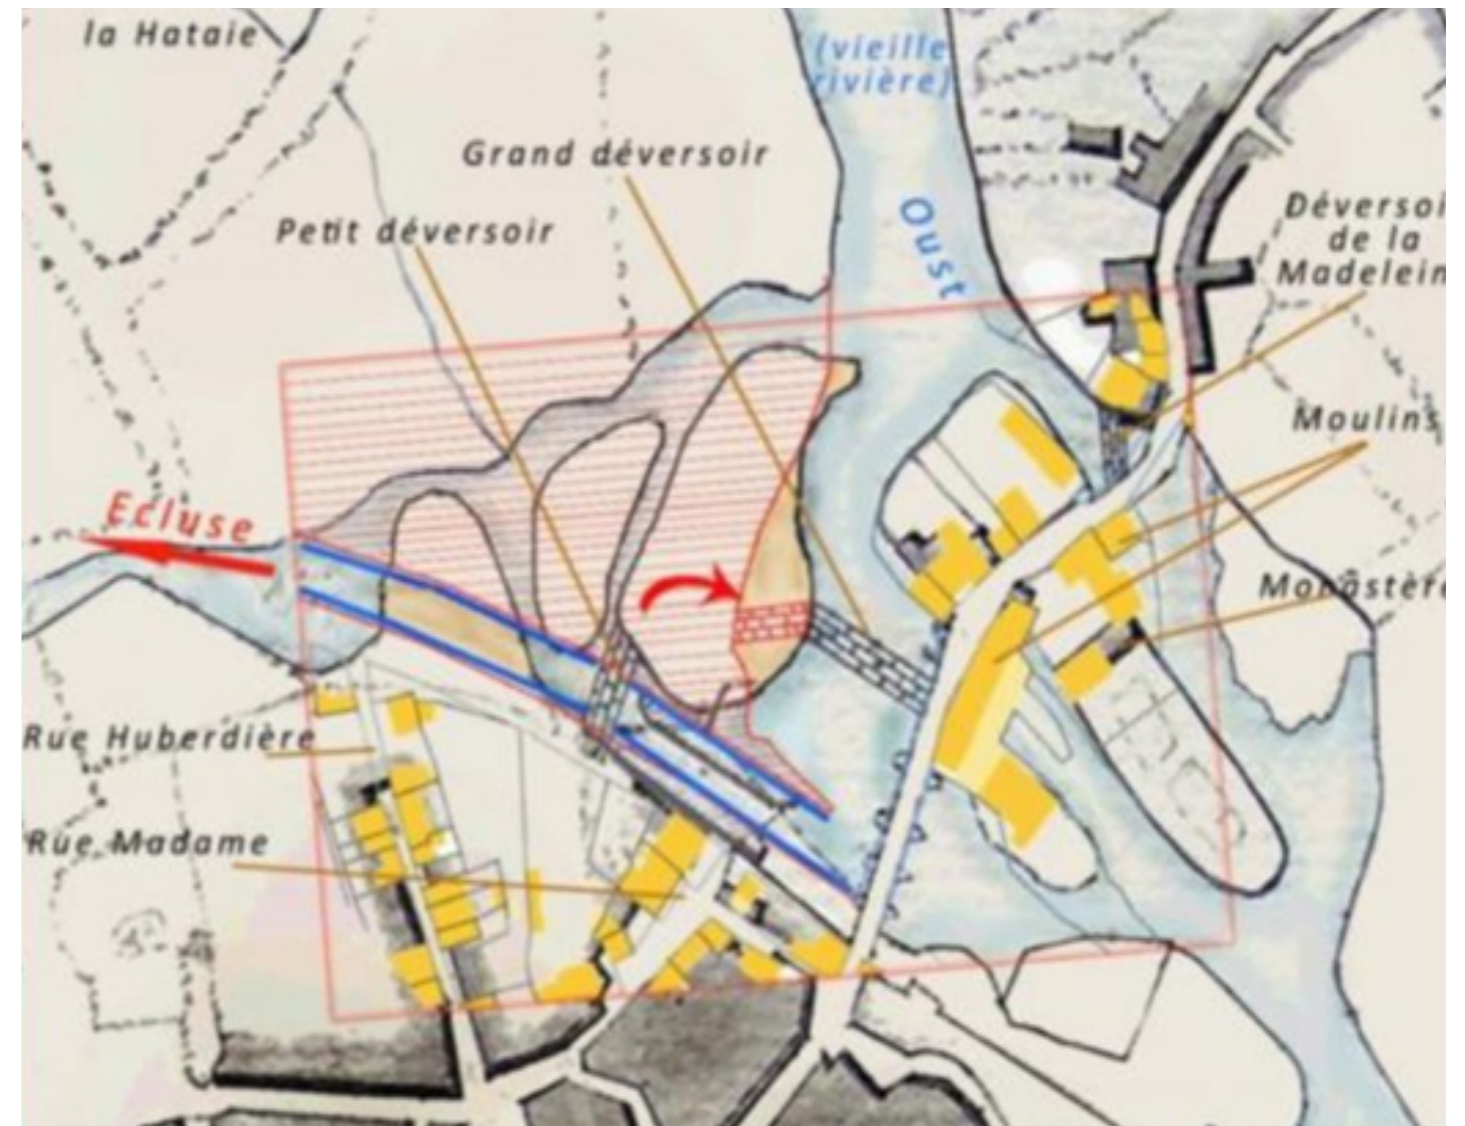 la Hataie
(vieille
rivière)
Grand déversoir
Petit déversoir
Oust
Déversoi
de la
Madelein
Moulins
Ecluse
Monastère
Rue Huberdière
Rue Madame